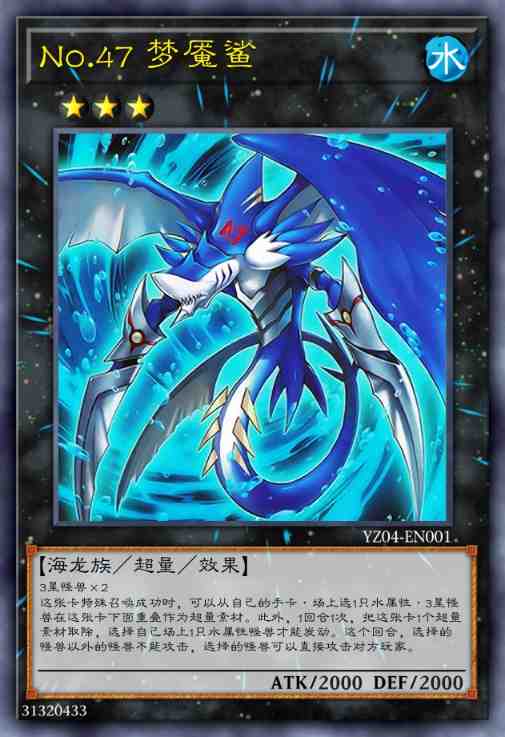 No.47 梦魇鲨
水
47
YZ04-EN001
【海龙族／超量／效果】
3星怪兽×2
这张卡特殊召唤成功时，可以从自己的手卡·场上选1只水属性·3星怪
兽在这张卡下面重叠作为超量素材。此外，1回合1次，把这张卡1个超量
素材取除，选择自己场上1只水属性怪兽才能发动。这个回合，选择的
怪兽以外的怪兽不能攻击，选择的怪兽可以直接攻击对方玩家。
ATK/2000 DEF/2000
31320433